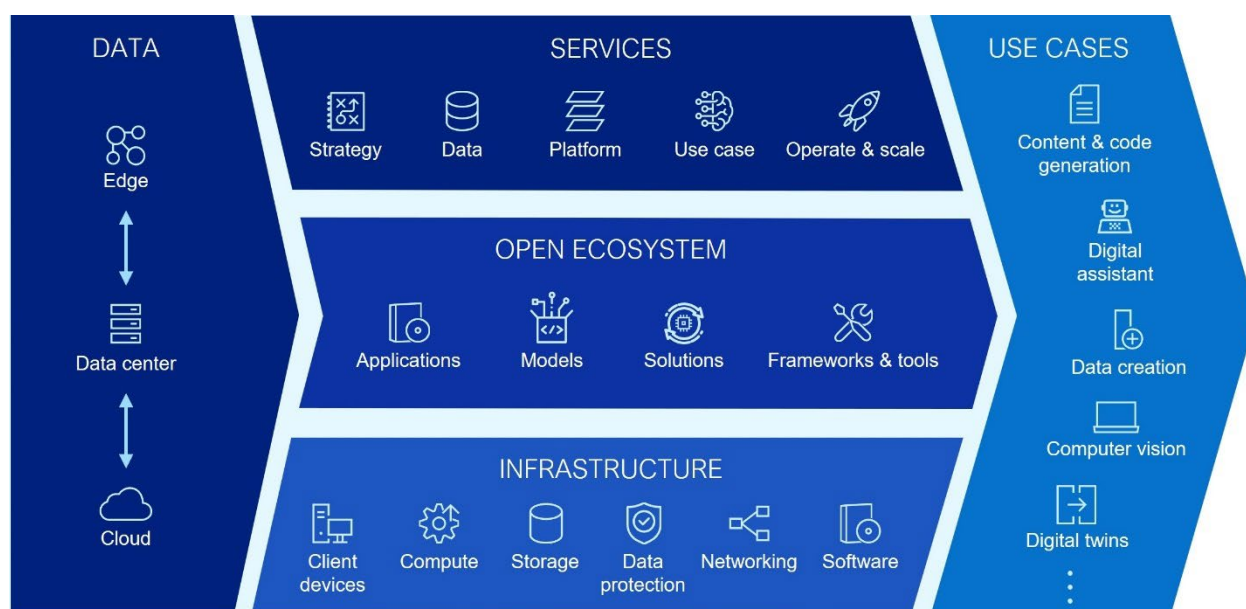 DATA
Edge
Data center
Cloud
SERVICES
Strategy
Data
Platform
Use case
Operate & scale
OPEN ECOSYSTEM
Applications
Models
Solutions
Frameworks & tools
INFRASTRUCTURE
Client
devices
Compute
Storage
Data
protection
Networking
Software
USE CASES
Content & code
generation
Digital
assistant
Data creation
Computer vision
Digital twins